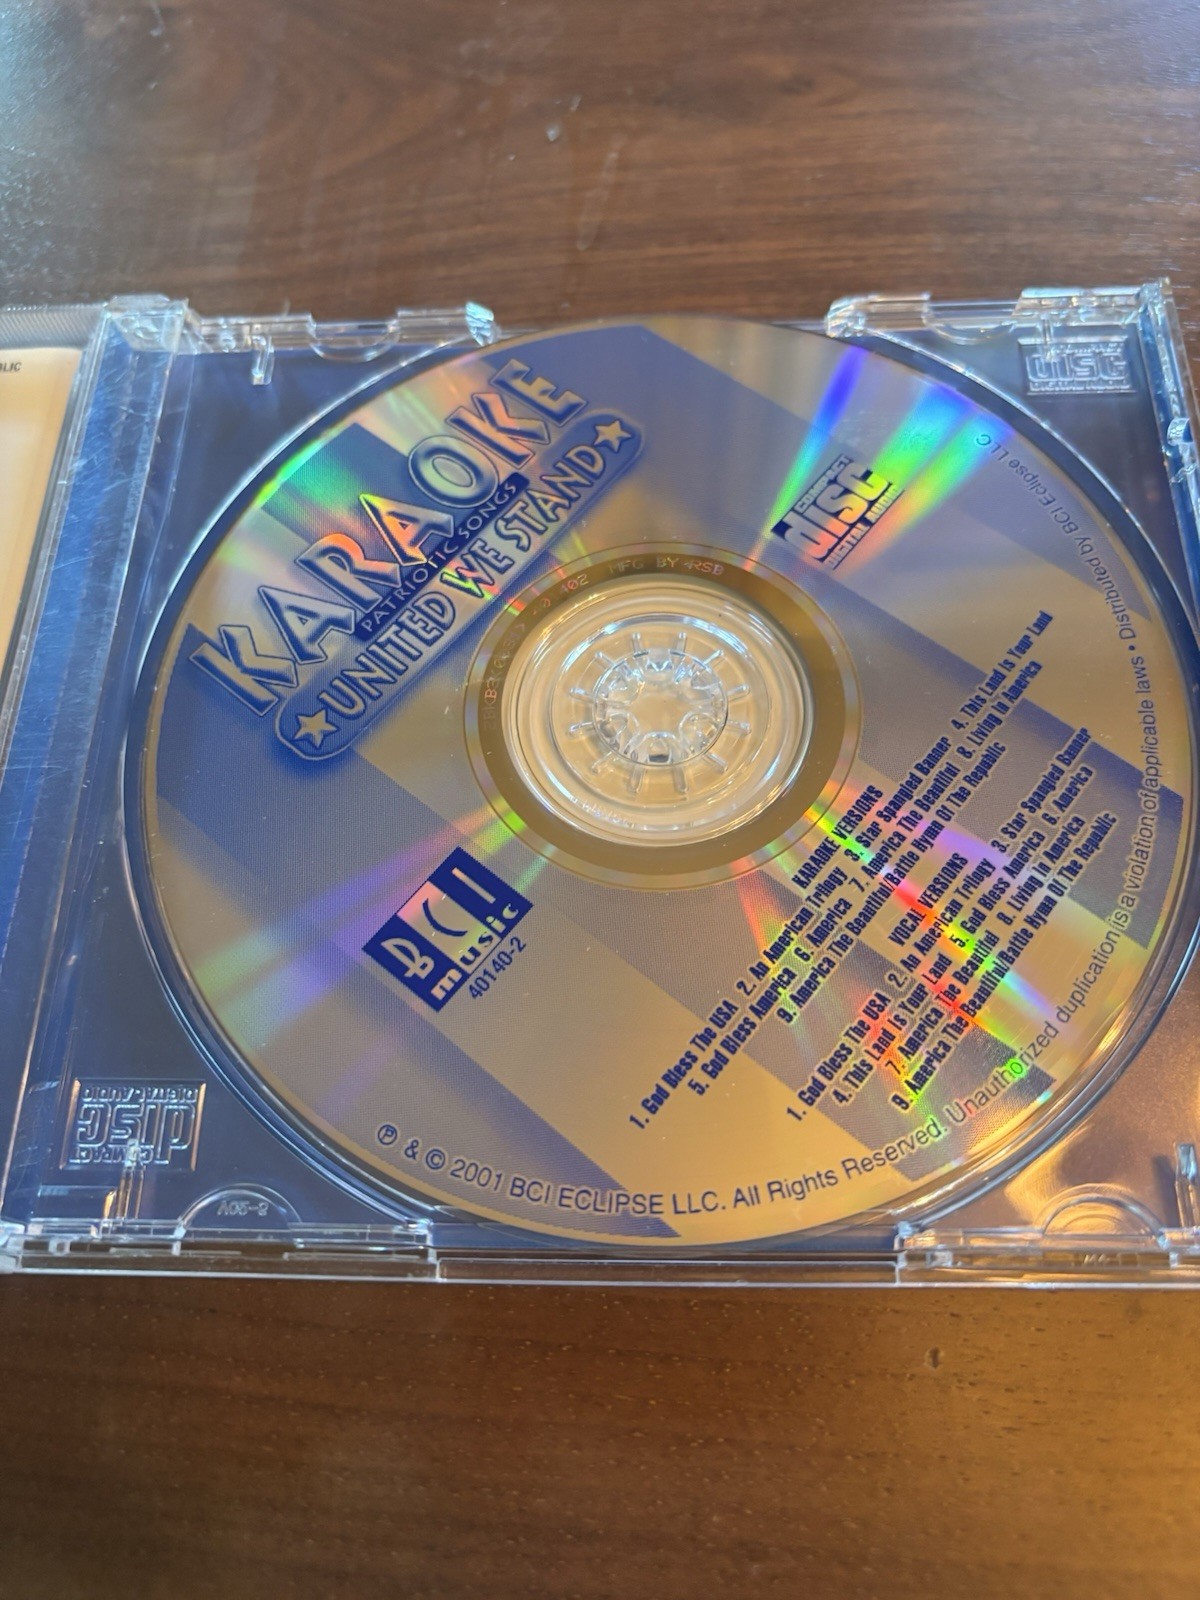 LIC
KARAOKE
PATRIOTIC SONGS
UNITED WE STAND
COMPACT
disc
DIGITAL AUDIO
MFG BY RSB
BCI
music
40140-2
KARAOKE VERSIONS
1. God Bless The USA 2. An American Trilogy 3. Star Spangled Banner 4. This Land Is Your Land
5. God Bless America 6. America 7. America The Beautiful 8. Living in America
9. America The Beautiful/Battle Hymn Of The Republic
VOCAL VERSIONS
1. God Bless The USA 2. An American Trilogy 3. Star Spangled Banner
4. This Land Is Your Land 5. God Bless America 6. America
7. America The Beautiful 8. Living in America
9. America The Beautiful/Battle Hymn Of The Republic
℗ & © 2001 BCI ECLIPSE LLC. All Rights Reserved. Unauthorized duplication is a violation of applicable laws • Distributed by BCI Eclipse LLC
COMPACT
disc
DIGITAL AUDIO
COMPACT
disc
DIGITAL AUDIO
A05-2